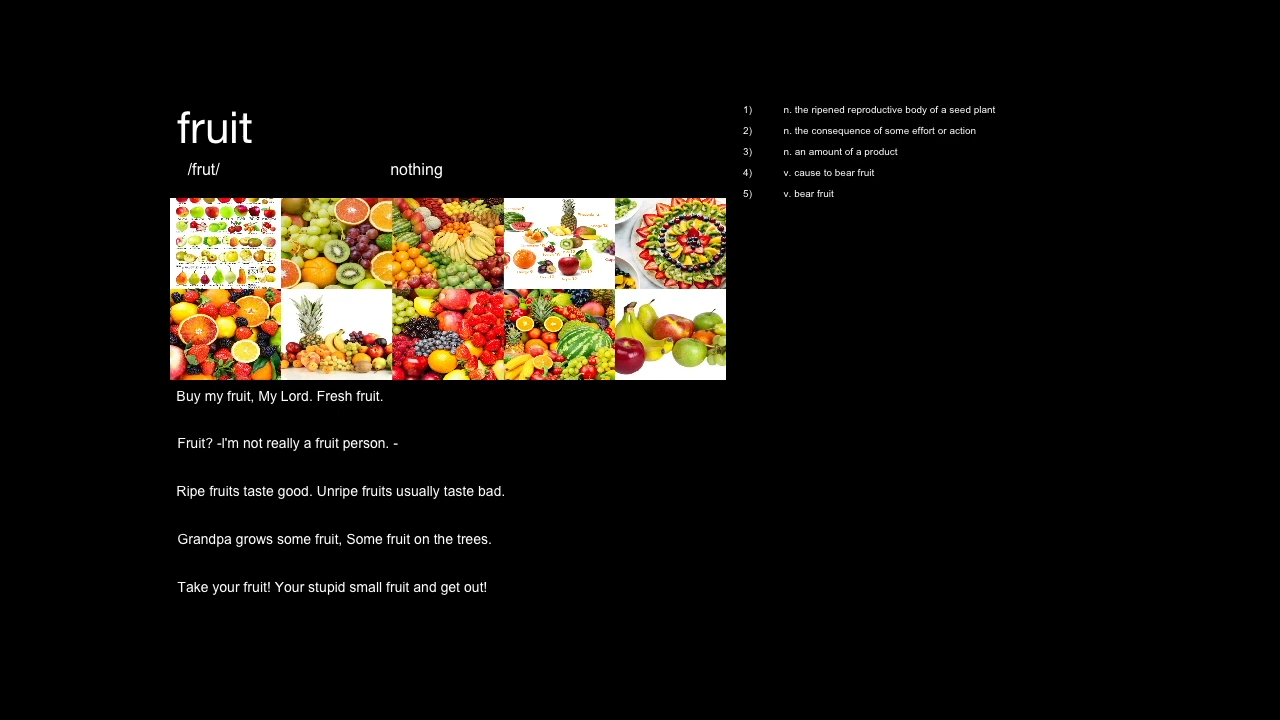 fruit
/frut/
nothing
Buy my fruit, My Lord. Fresh fruit.
Fruit? -I'm not really a fruit person. -
Ripe fruits taste good. Unripe fruits usually taste bad.
Grandpa grows some fruit, Some fruit on the trees.
Take your fruit! Your stupid small fruit and get out!
1) n. the ripened reproductive body of a seed plant
2) n. the consequence of some effort or action
3) n. an amount of a product
4) v. cause to bear fruit
5) v. bear fruit